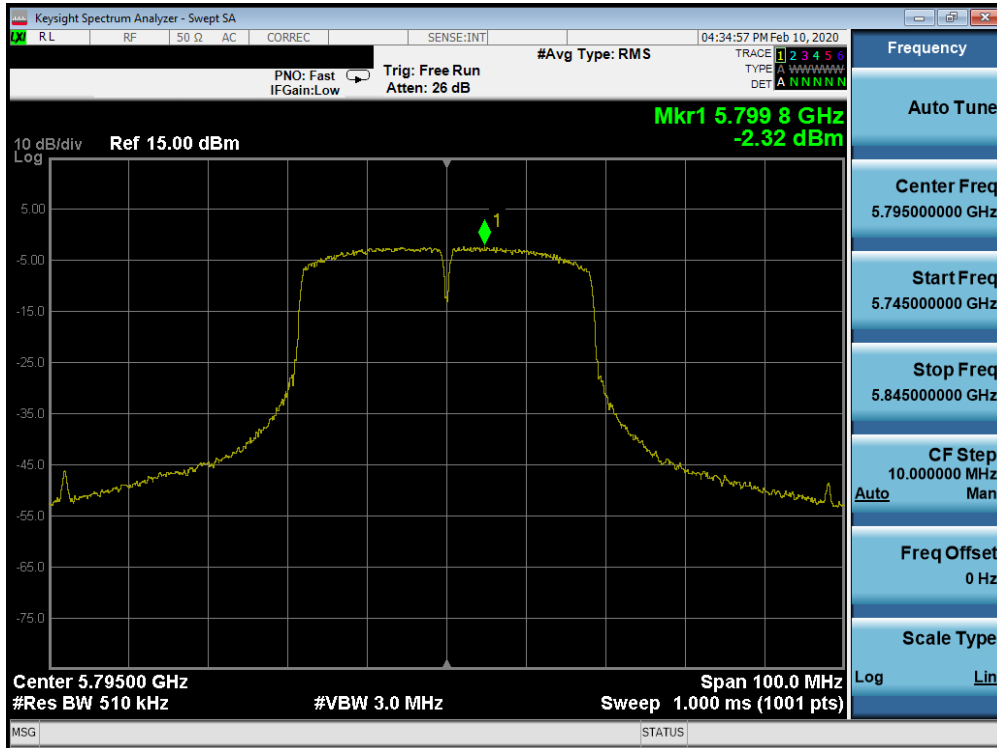 Keysight Spectrum Analyzer - Swept SA
LXI RL RF 50 Ω AC CORREC SENSE:INT 04:34:57 PM Feb 10, 2020
#Avg Type: RMS TRACE 1 2 3 4 5 6
PNO: Fast Trig: Free Run TYPE A WWWWW
IFGain:Low Atten: 26 dB DET A N N N N N
Mkr1 5.799 8 GHz
-2.32 dBm
10 dB/div Ref 15.00 dBm
Log
1
5.00
-5.00
-15.0
-25.0
-35.0
-45.0
-55.0
-65.0
-75.0
Center 5.79500 GHz Span 100.0 MHz
#Res BW 510 kHz #VBW 3.0 MHz Sweep 1.000 ms (1001 pts)
MSG STATUS
Frequency
Auto Tune
Center Freq
5.795000000 GHz
Start Freq
5.745000000 GHz
Stop Freq
5.845000000 GHz
CF Step
10.000000 MHz
Auto Man
Freq Offset
0 Hz
Scale Type
Log Lin